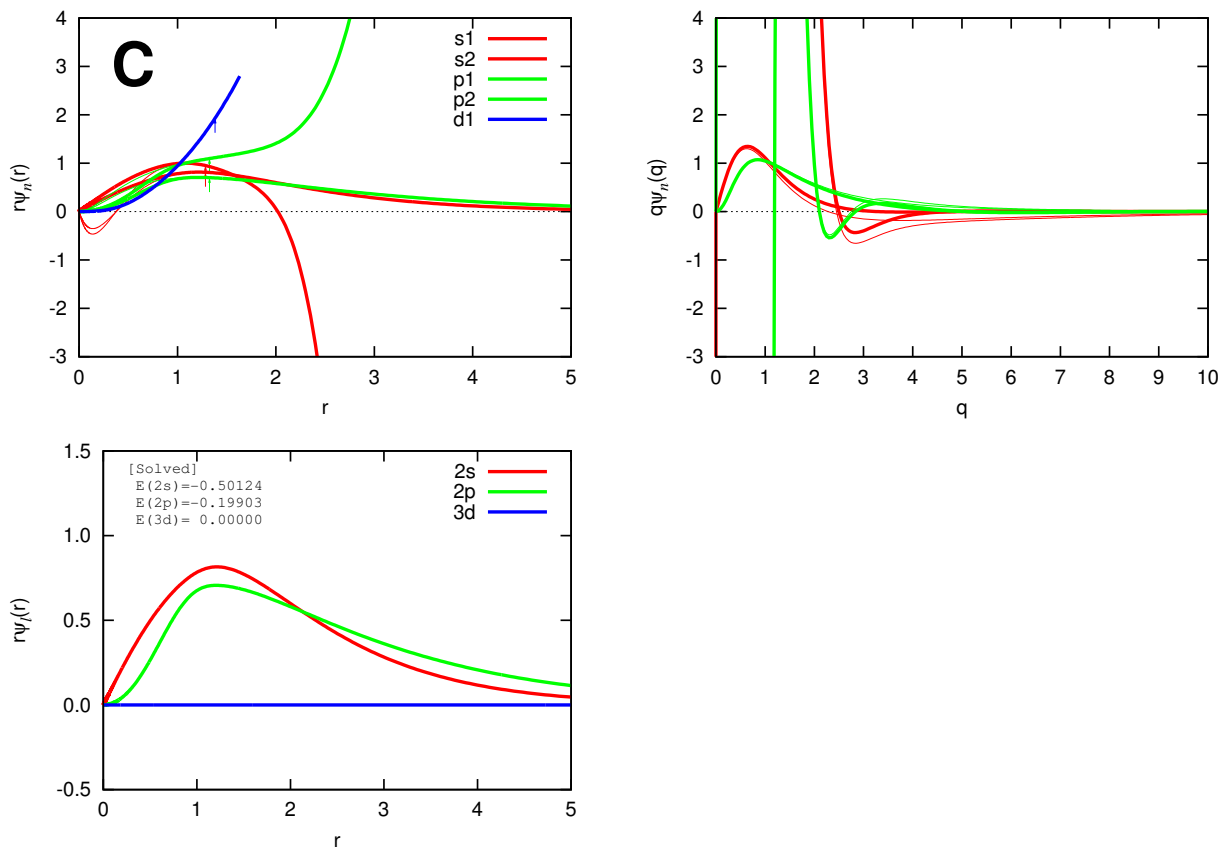 C
s1
s2
p1
p2
d1
4
3
2
1
0
-1
-2
-3
0 1 2 3 4 5
r
rψn(r)
4
3
2
1
0
-1
-2
-3
0 1 2 3 4 5 6 7 8 9 10
q
qψn(q)
[Solved]
E(2s)=-0.50124
E(2p)=-0.19903
E(3d)= 0.00000
2s
2p
3d
1.5
1.0
0.5
0.0
-0.5
0 1 2 3 4 5
r
rψl(r)